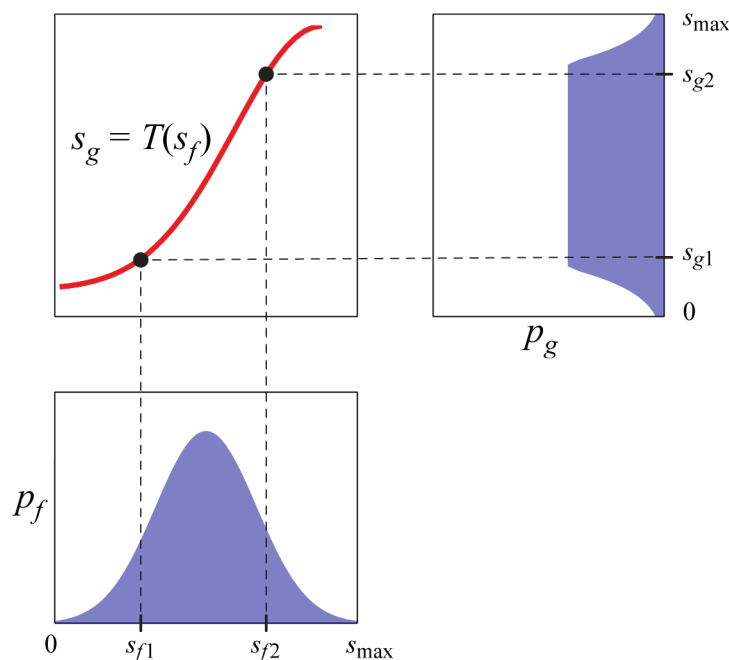 s_max
s_g2
s_g = T(s_f)
s_g1
0
p_g
p_f
0 s_f1 s_f2 s_max